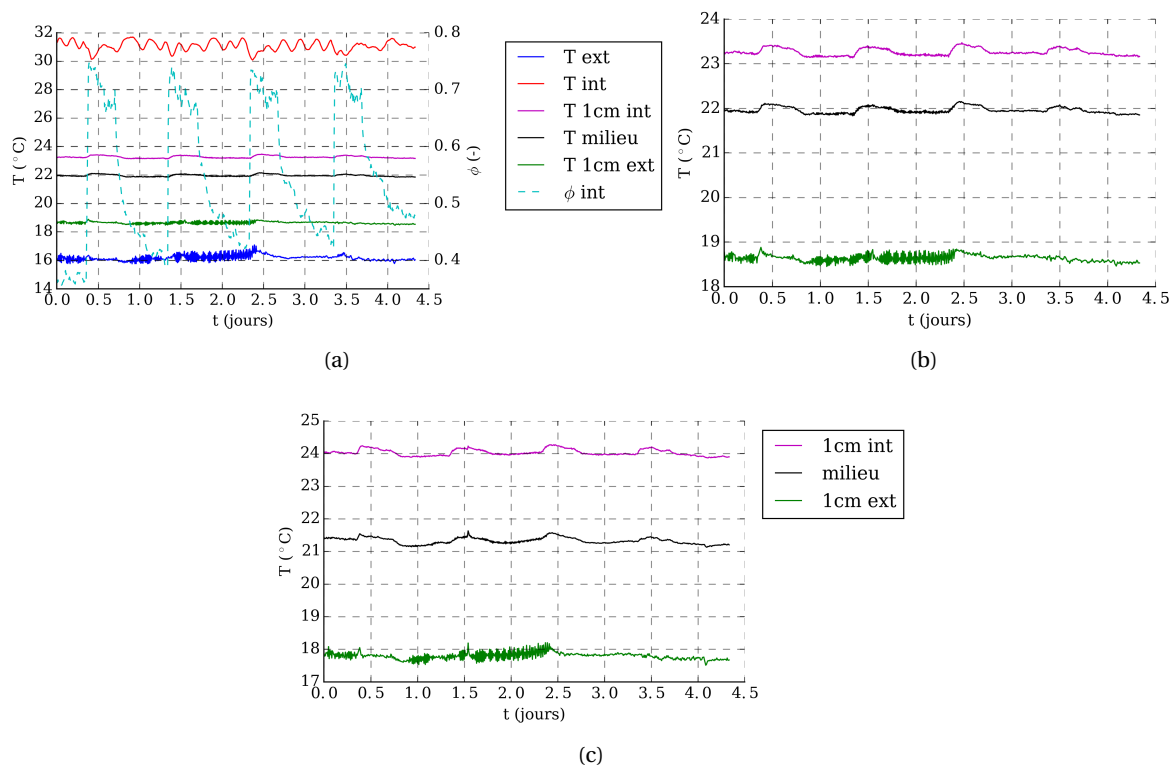 32
30
28
26
24
22
20
18
16
14
T (°C)
0.0 0.5 1.0 1.5 2.0 2.5 3.0 3.5 4.0 4.5
t (jours)
0.8
0.7
0.6
0.5
0.4
ϕ (-)
T ext
T int
T 1cm int
T milieu
T 1cm ext
ϕ int
(a)
24
23
22
21
20
19
18
T (°C)
0.0 0.5 1.0 1.5 2.0 2.5 3.0 3.5 4.0 4.5
t (jours)
(b)
25
24
23
22
21
20
19
18
17
T (°C)
0.0 0.5 1.0 1.5 2.0 2.5 3.0 3.5 4.0 4.5
t (jours)
1cm int
milieu
1cm ext
(c)